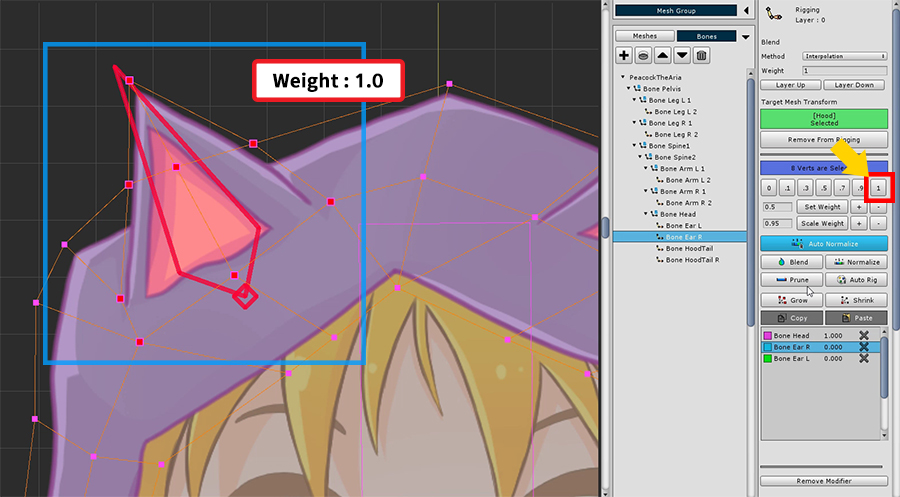 Weight : 1.0
Mesh Group
Meshes
Bones
PeacockTheAria
Bone Pelvis
Bone Leg L 1
Bone Leg L 2
Bone Leg R 1
Bone Leg R 2
Bone Spine1
Bone Spine2
Bone Arm L 1
Bone Arm L 2
Bone Arm R 1
Bone Arm R 2
Bone Head
Bone Ear L
Bone Ear R
Bone HoodTail
Bone HoodTail R
Rigging
Layer : 0
Blend
Method Interpolation
Weight 1
Layer Up Layer Down
Target Mesh Transform
[Hood]
Selected
Remove From Rigging
8 Verts are Sele
0 .1 .3 .5 .7 .9 1
0.5 Set Weight + -
0.95 Scale Weight + -
Auto Normalize
Blend Normalize
Prune Auto Rig
Grow Shrink
Copy Paste
Bone Head 1.000
Bone Ear R 0.000
Bone Ear L 0.000
Remove Modifier